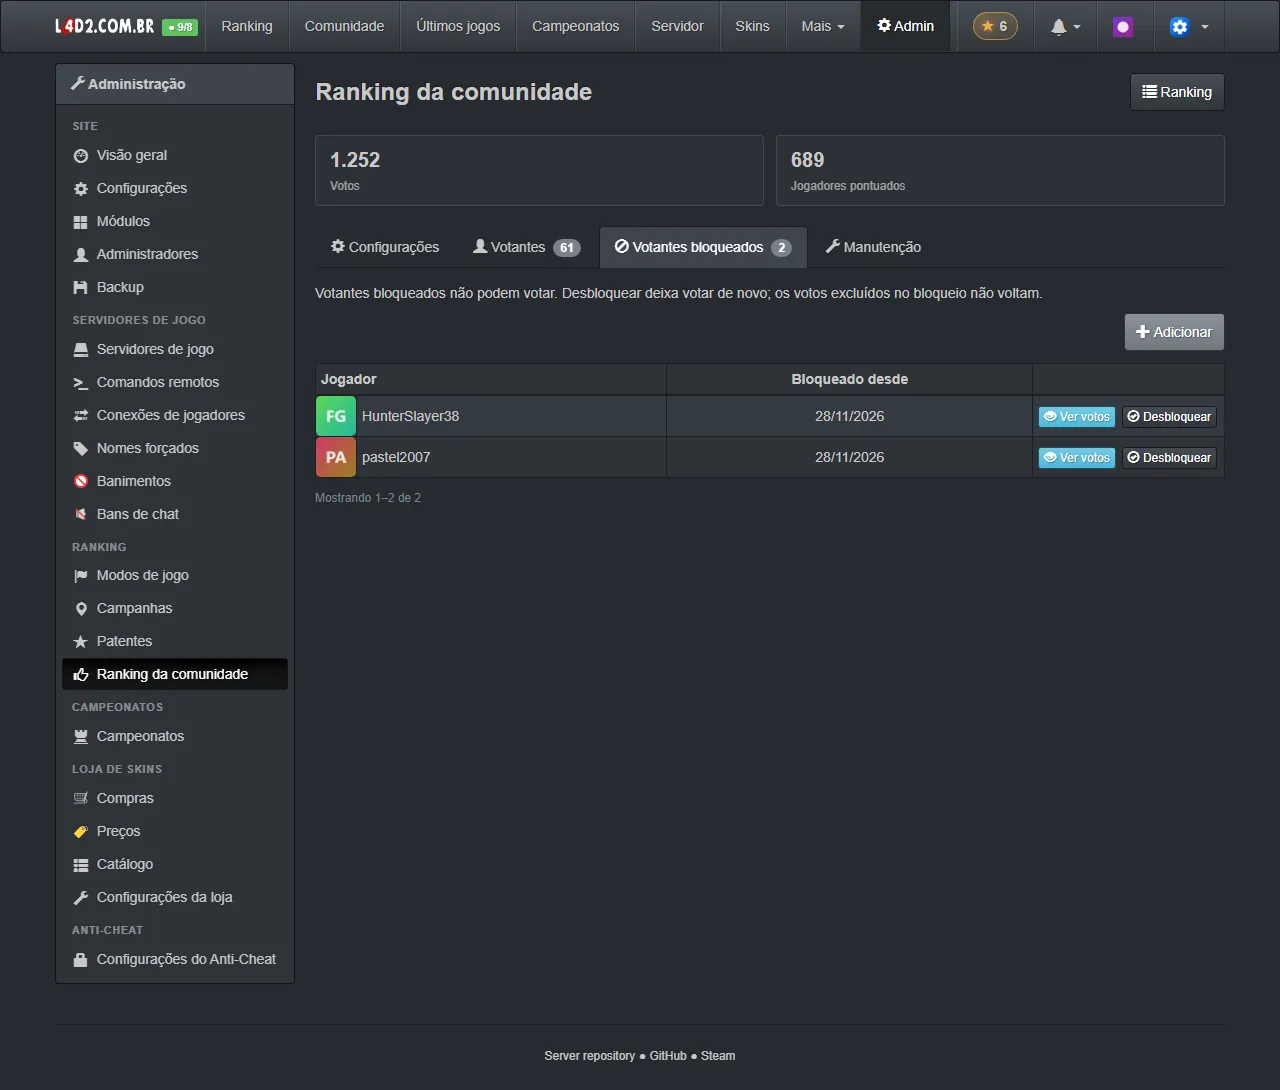 L4D2.COM.BR
9/8
Ranking
Comunidade
Últimos jogos
Campeonatos
Servidor
Skins
Mais
Admin
6
Administração
SITE
Visão geral
Configurações
Módulos
Administradores
Backup
SERVIDORES DE JOGO
Servidores de jogo
Comandos remotos
Conexões de jogadores
Nomes forçados
Banimentos
Bans de chat
RANKING
Modos de jogo
Campanhas
Patentes
Ranking da comunidade
CAMPEONATOS
Campeonatos
LOJA DE SKINS
Compras
Preços
Catálogo
Configurações da loja
ANTI-CHEAT
Configurações do Anti-Cheat
Ranking da comunidade
Ranking
1.252
Votos
689
Jogadores pontuados
Configurações
Votantes 61
Votantes bloqueados 2
Manutenção
Votantes bloqueados não podem votar. Desbloquear deixa votar de novo; os votos excluídos no bloqueio não voltam.
Adicionar
Jogador Bloqueado desde
FG HunterSlayer38 28/11/2026 Ver votos Desbloquear
PA pastel2007 28/11/2026 Ver votos Desbloquear
Mostrando 1–2 de 2
Server repository ● GitHub ● Steam